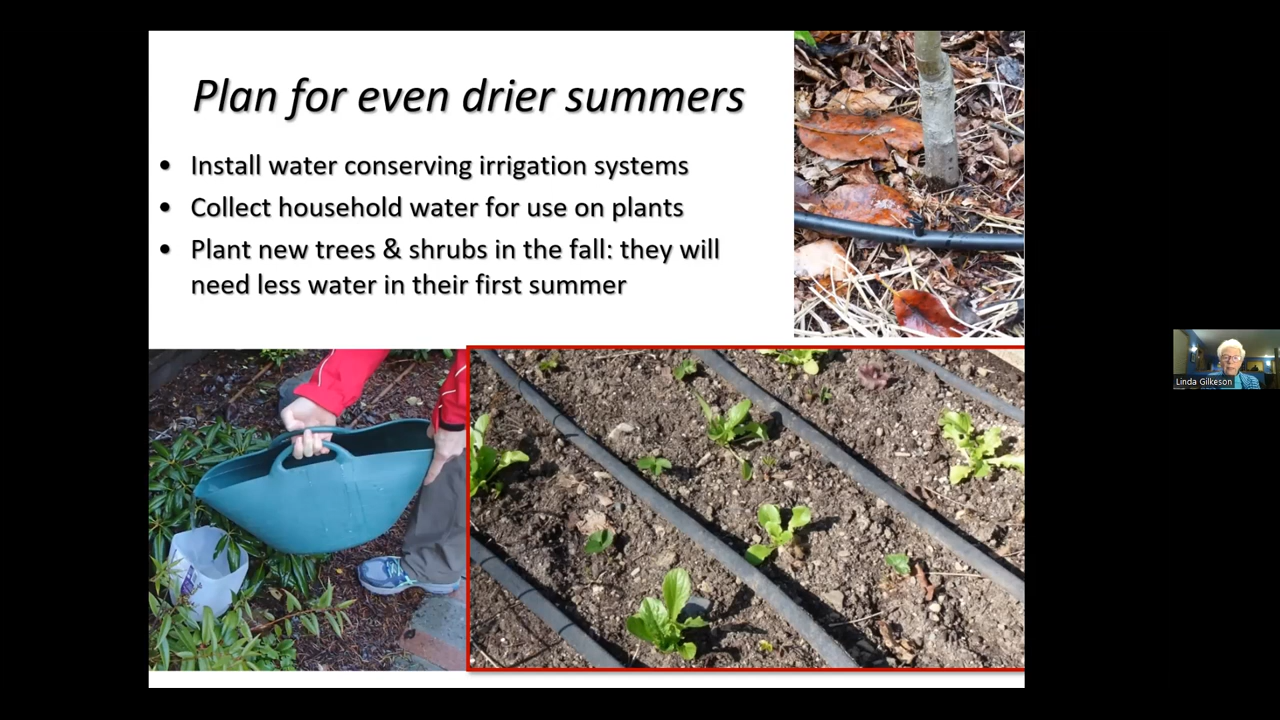 Plan for even drier summers
• Install water conserving irrigation systems
• Collect household water for use on plants
• Plant new trees & shrubs in the fall: they will
need less water in their first summer
Linda Gilkeson